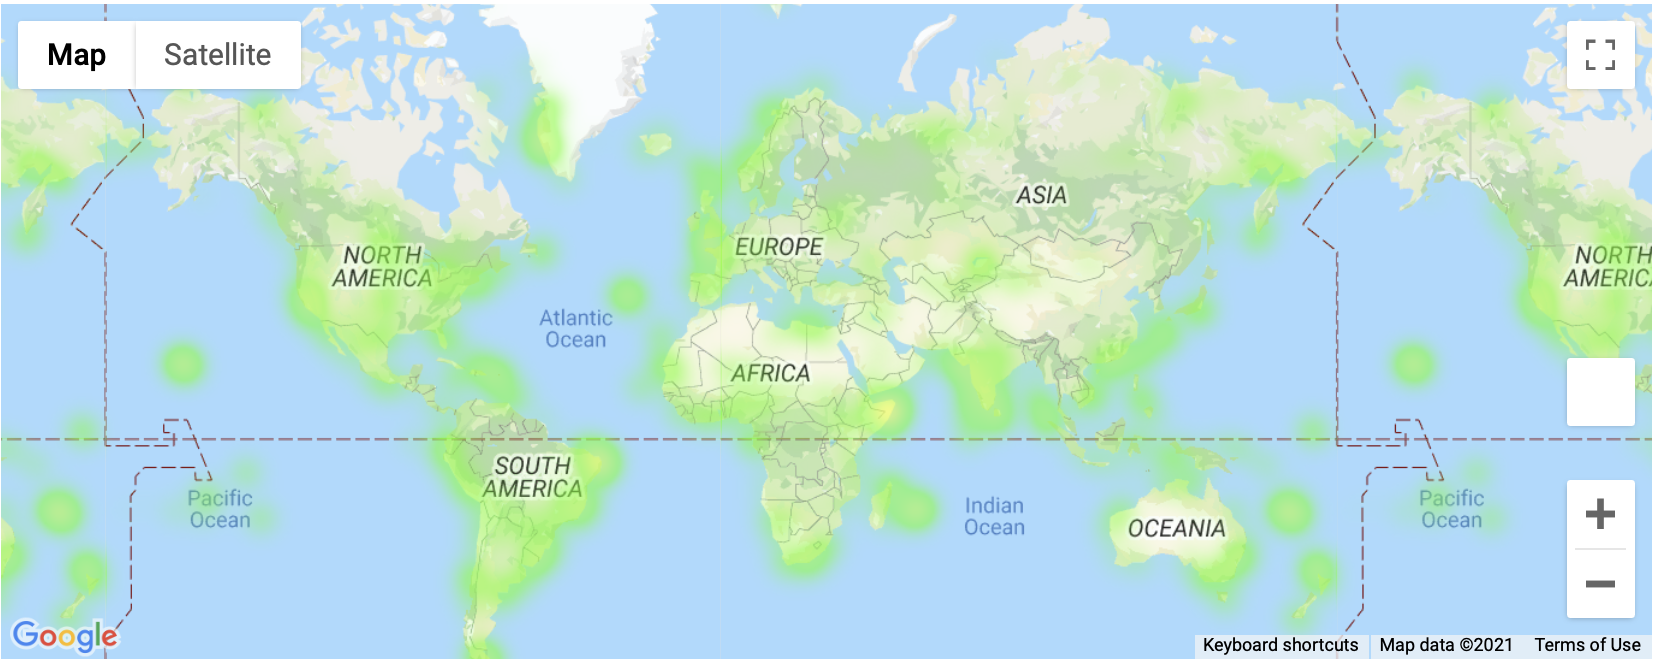 Map
Satellite
ASIA
EUROPE
NORTH
AMERICA
NORTH
AMERICA
Atlantic
Ocean
AFRICA
SOUTH
AMERICA
Pacific
Ocean
Indian
Ocean
OCEANIA
Pacific
Ocean
+
−
Google
Keyboard shortcuts
Map data ©2021
Terms of Use